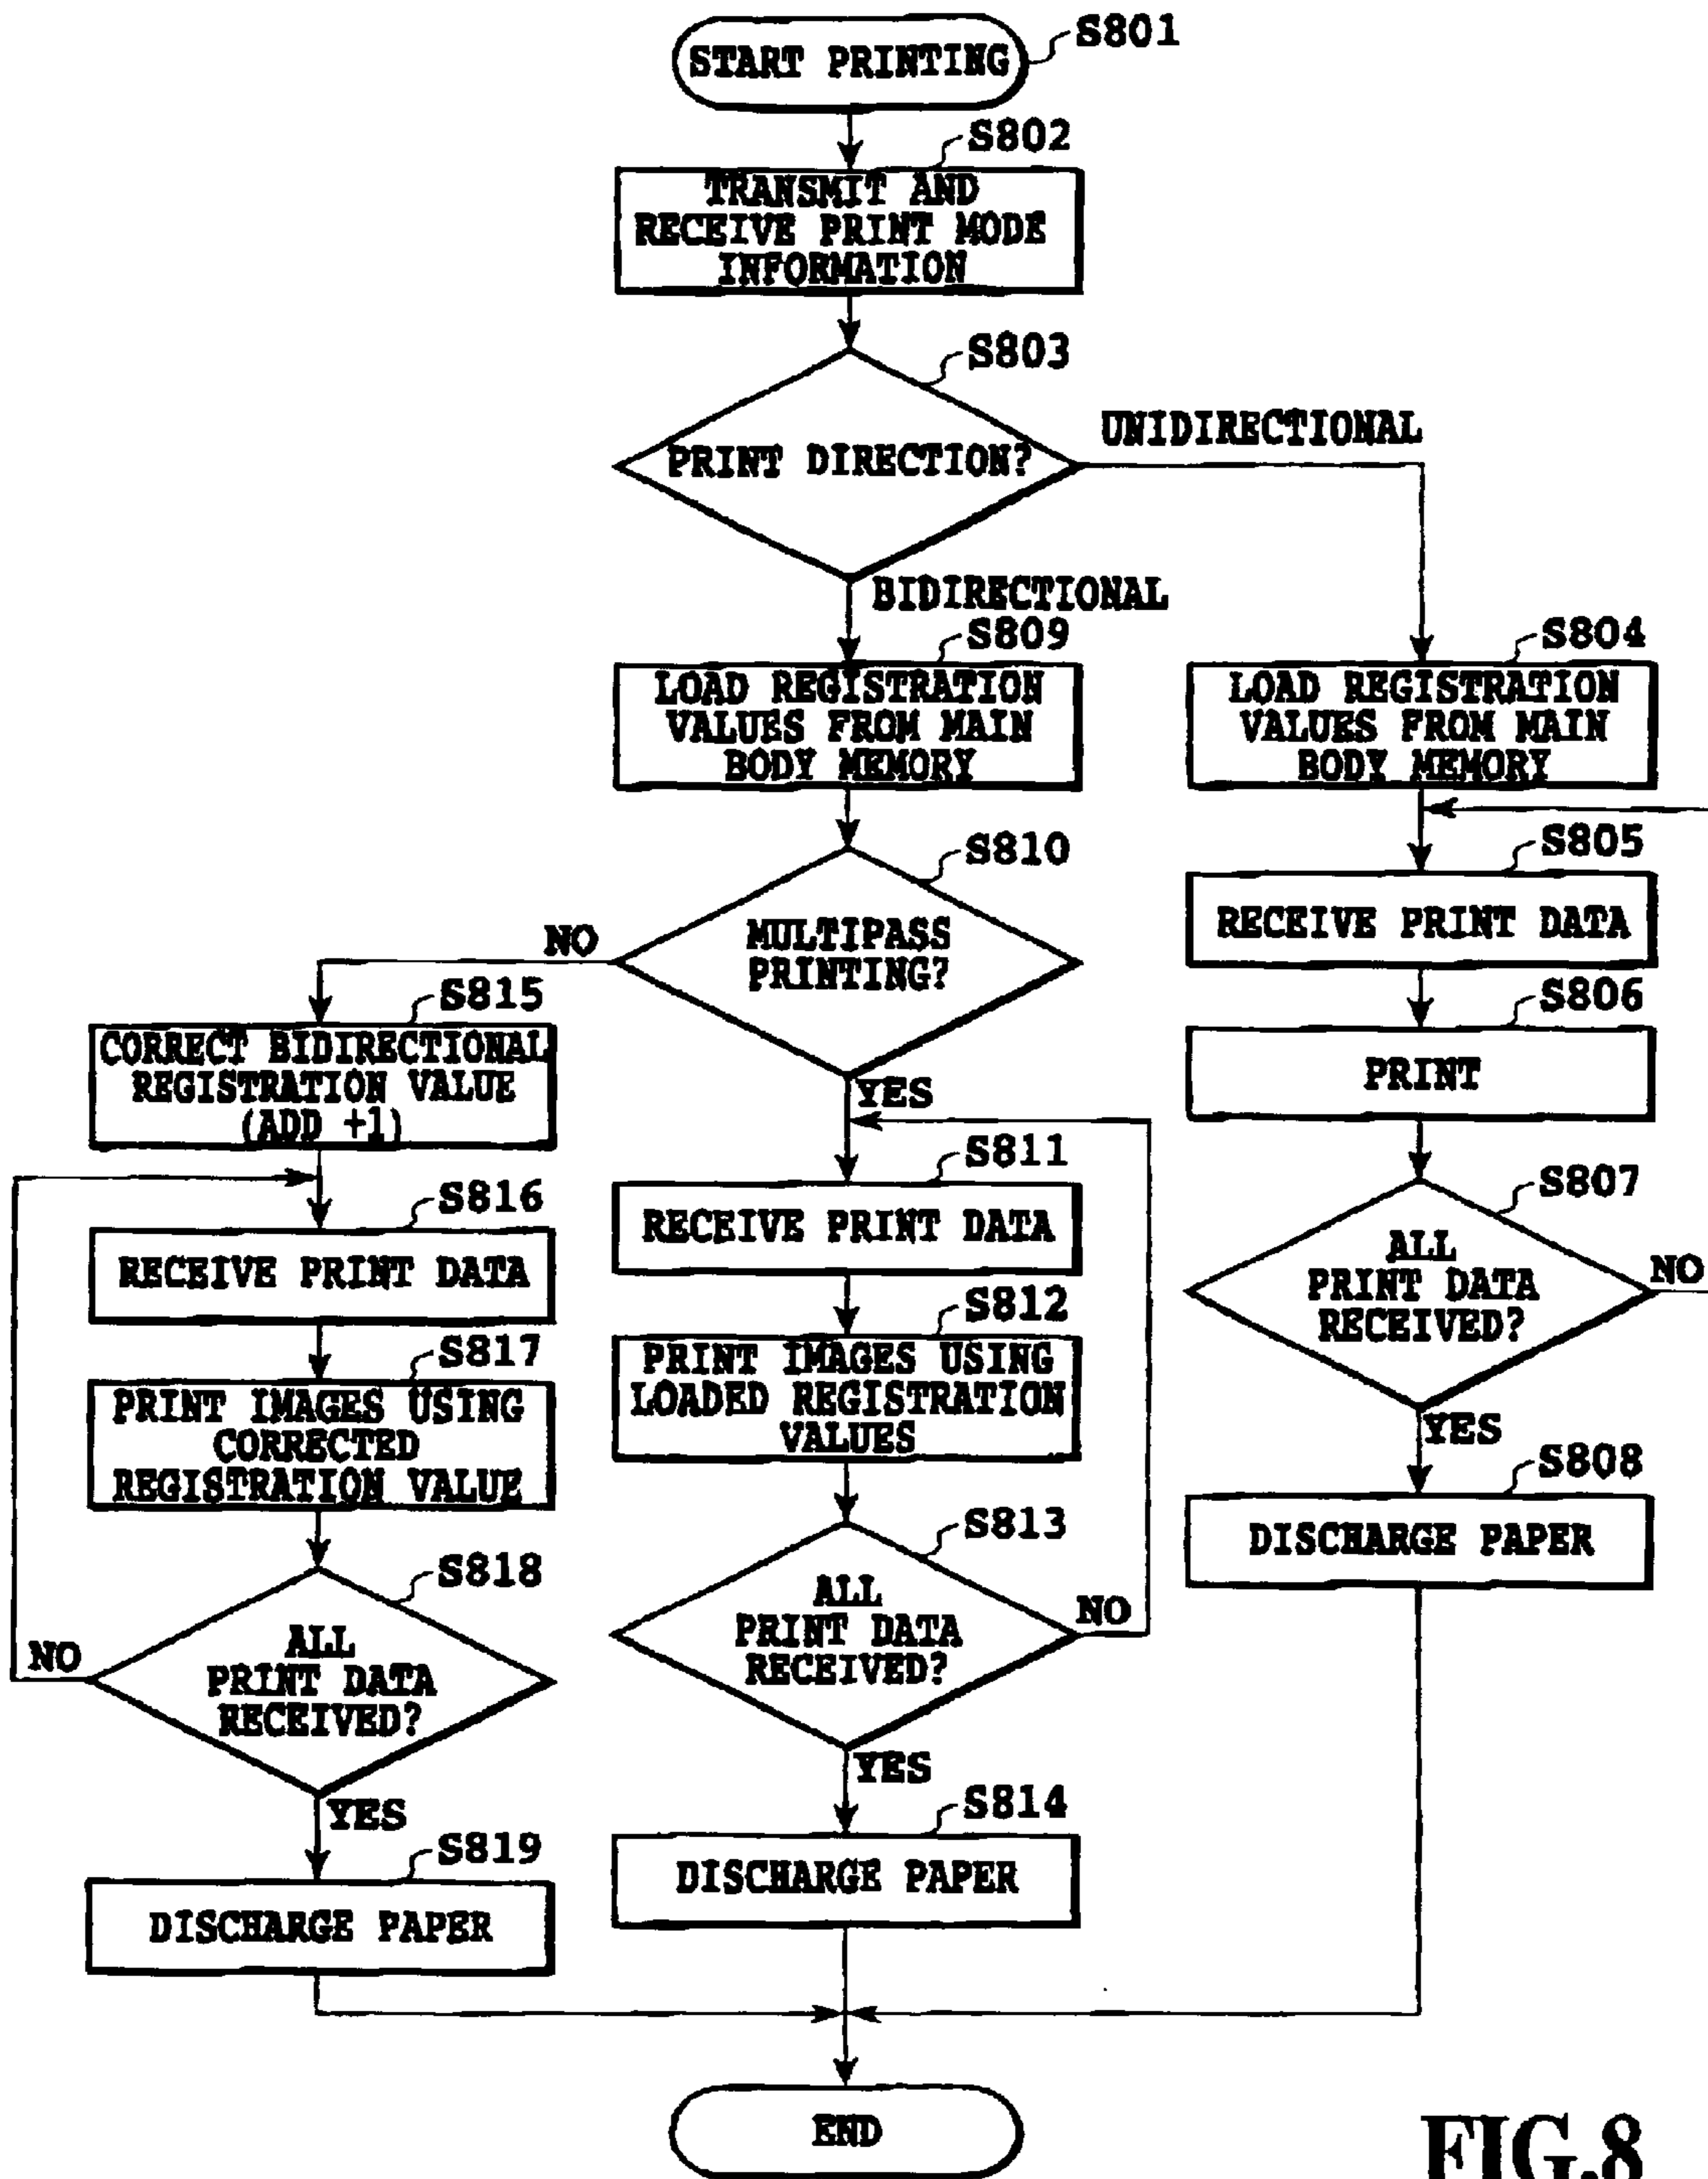 S801
START PRINTING
S802
TRANSMIT AND
RECEIVE PRINT MODE
INFORMATION
S803
PRINT DIRECTION?
UNIDIRECTIONAL
BIDIRECTIONAL
S809
LOAD REGISTRATION
VALUES FROM MAIN
BODY MEMORY
S804
LOAD REGISTRATION
VALUES FROM MAIN
BODY MEMORY
S810
MULTIPASS
PRINTING?
NO
YES
S805
RECEIVE PRINT DATA
S806
PRINT
S807
ALL
PRINT DATA
RECEIVED?
NO
YES
S808
DISCHARGE PAPER
S815
CORRECT BIDIRECTIONAL
REGISTRATION VALUE
(ADD +1)
S816
RECEIVE PRINT DATA
S817
PRINT IMAGES USING
CORRECTED
REGISTRATION VALUE
S818
ALL
PRINT DATA
RECEIVED?
NO
YES
S819
DISCHARGE PAPER
S811
RECEIVE PRINT DATA
S812
PRINT IMAGES USING
LOADED REGISTRATION
VALUES
S813
ALL
PRINT DATA
RECEIVED?
NO
YES
S814
DISCHARGE PAPER
END
FIG.8